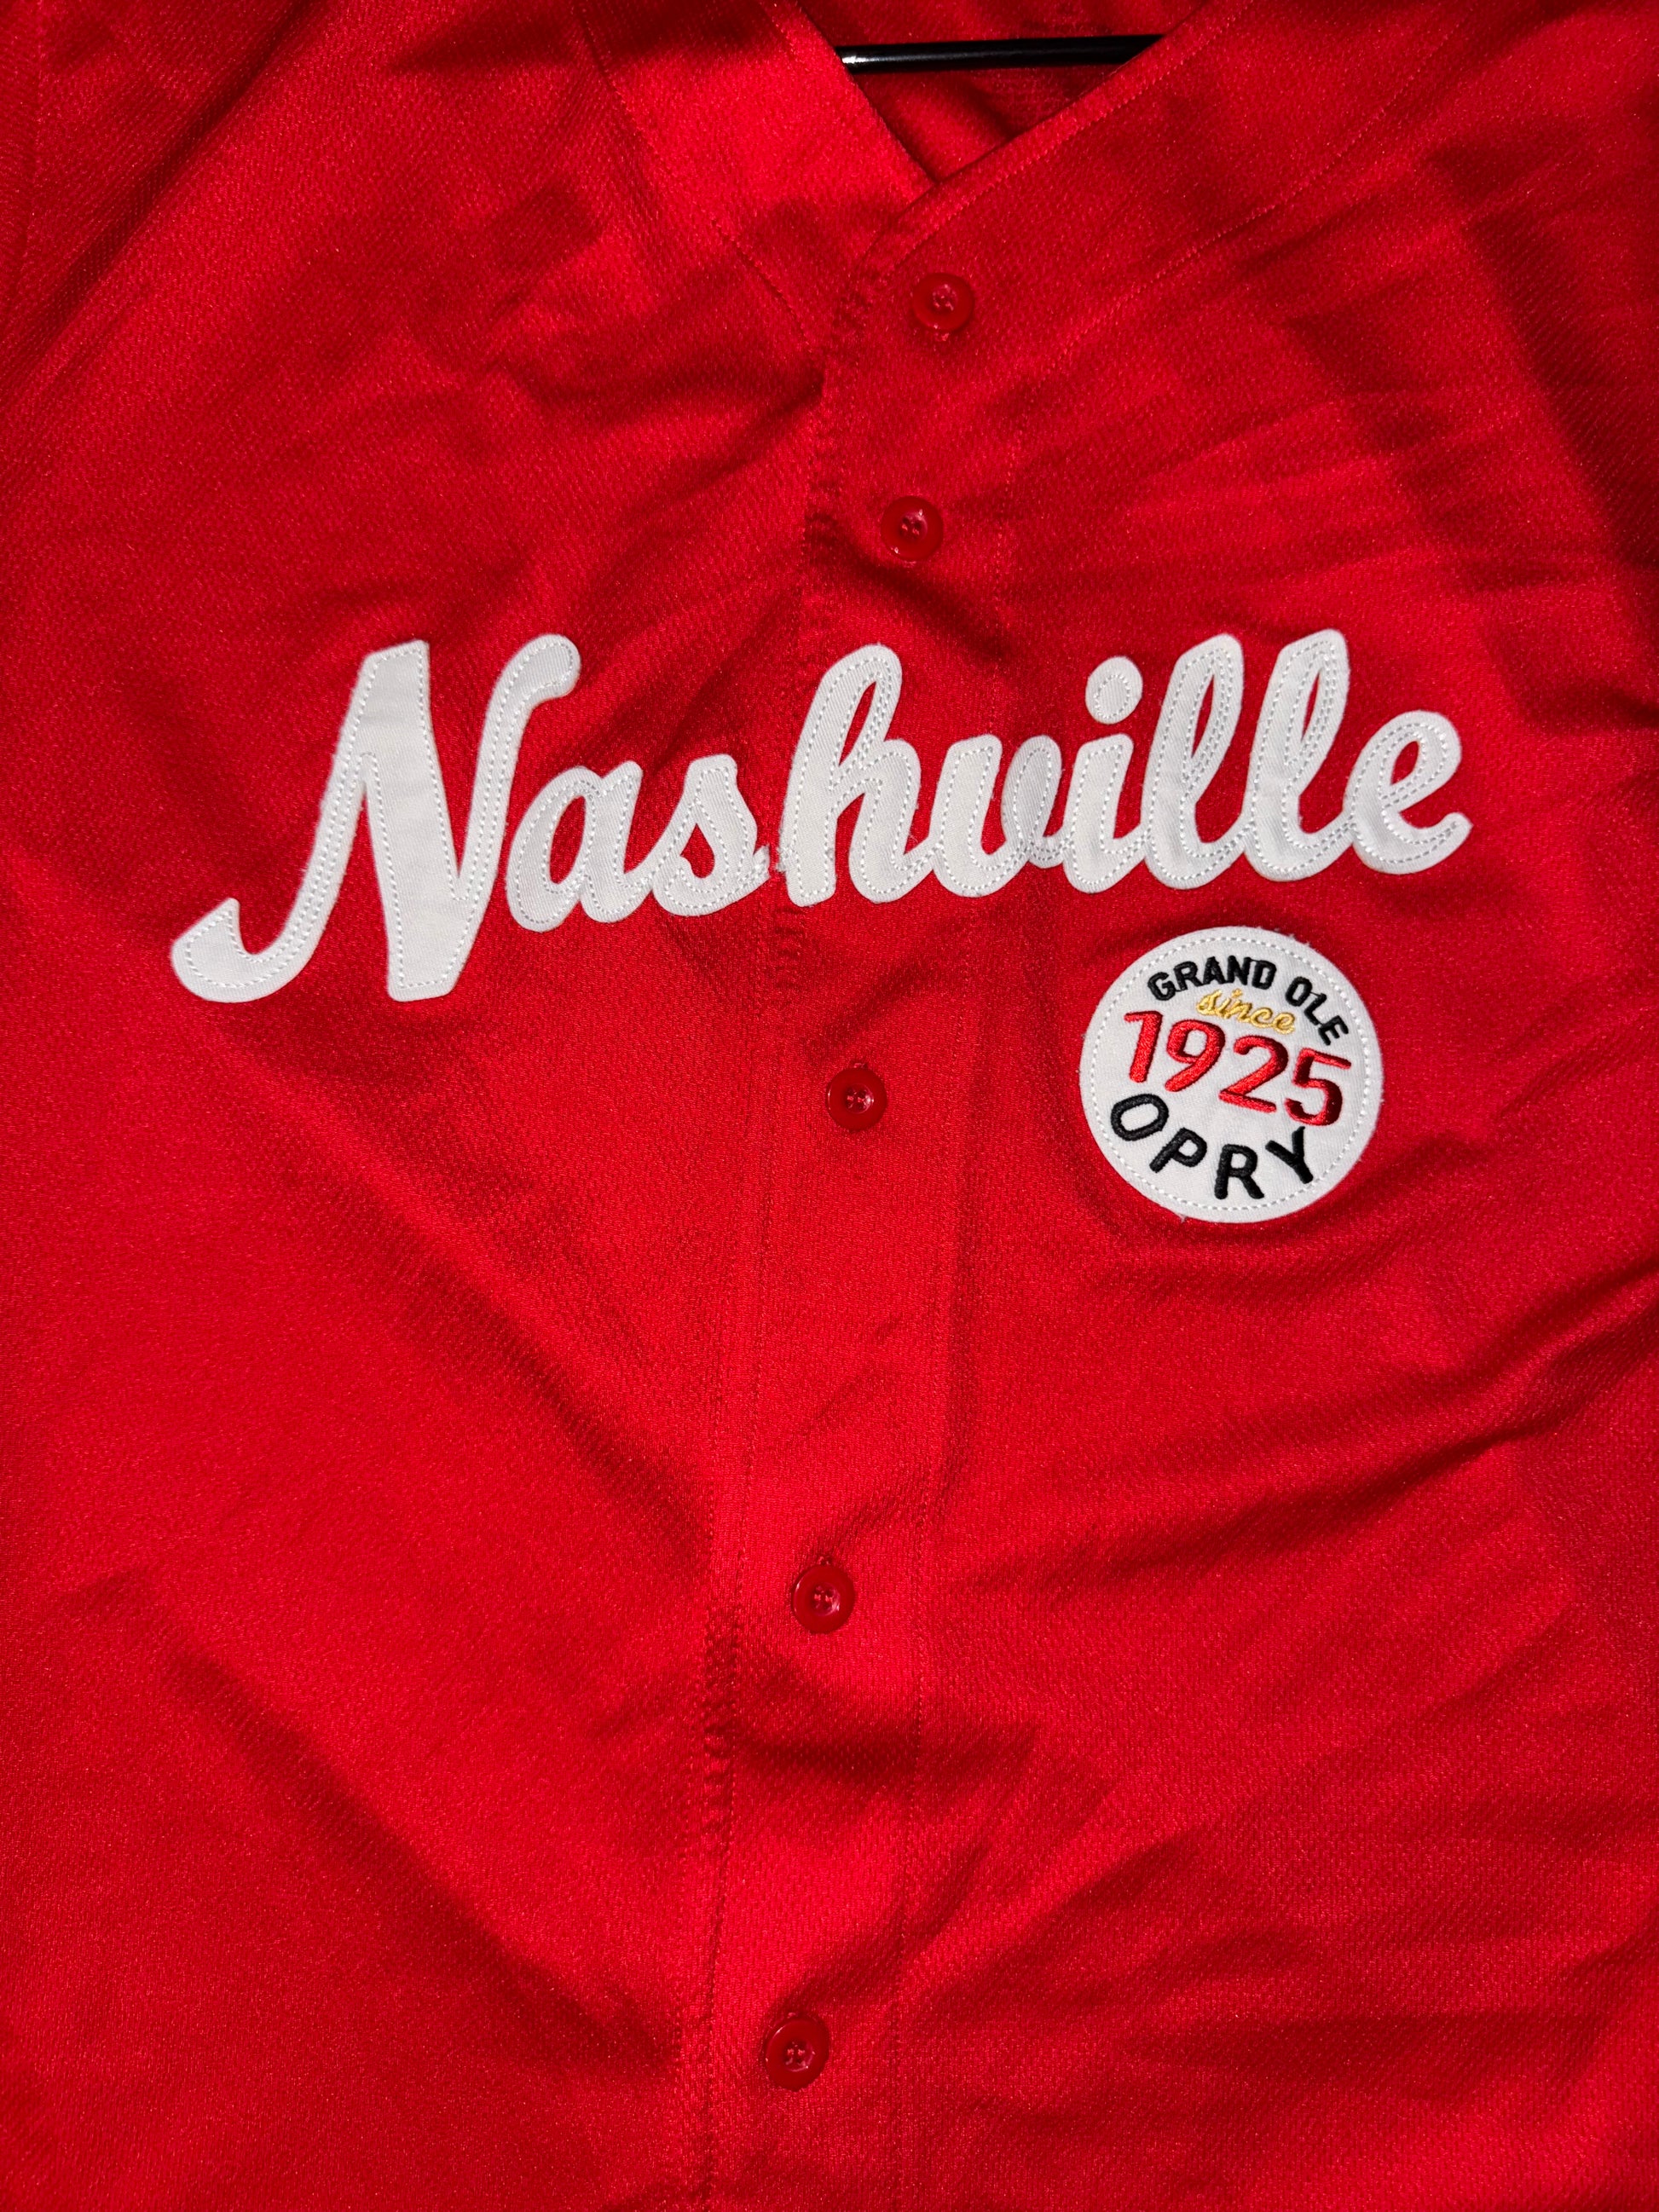 Nashville
GRAND OLE
since
1925
OPRY